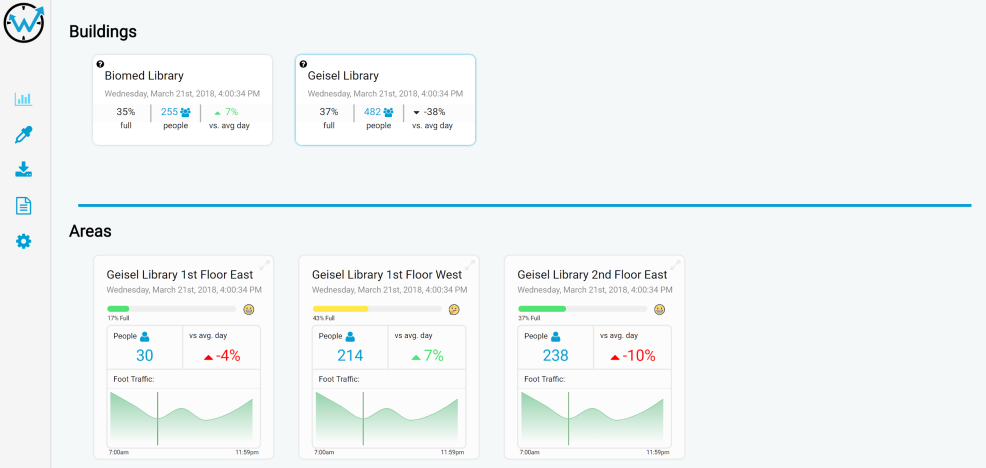 Buildings
Biomed Library
Wednesday, March 21st, 2018, 4:00:34 PM
35% 255 7%
full people vs. avg day
Geisel Library
Wednesday, March 21st, 2018, 4:00:34 PM
37% 482 -38%
full people vs. avg day
Areas
Geisel Library 1st Floor East
Wednesday, March 21st, 2018, 4:00:34 PM
17% Full
People vs avg. day
30 -4%
Foot Traffic:
7:00am 11:59pm
Geisel Library 1st Floor West
Wednesday, March 21st, 2018, 4:00:34 PM
43% Full
People vs avg. day
214 7%
Foot Traffic:
7:00am 11:59pm
Geisel Library 2nd Floor East
Wednesday, March 21st, 2018, 4:00:34 PM
37% Full
People vs avg. day
238 -10%
Foot Traffic:
7:00am 11:59pm